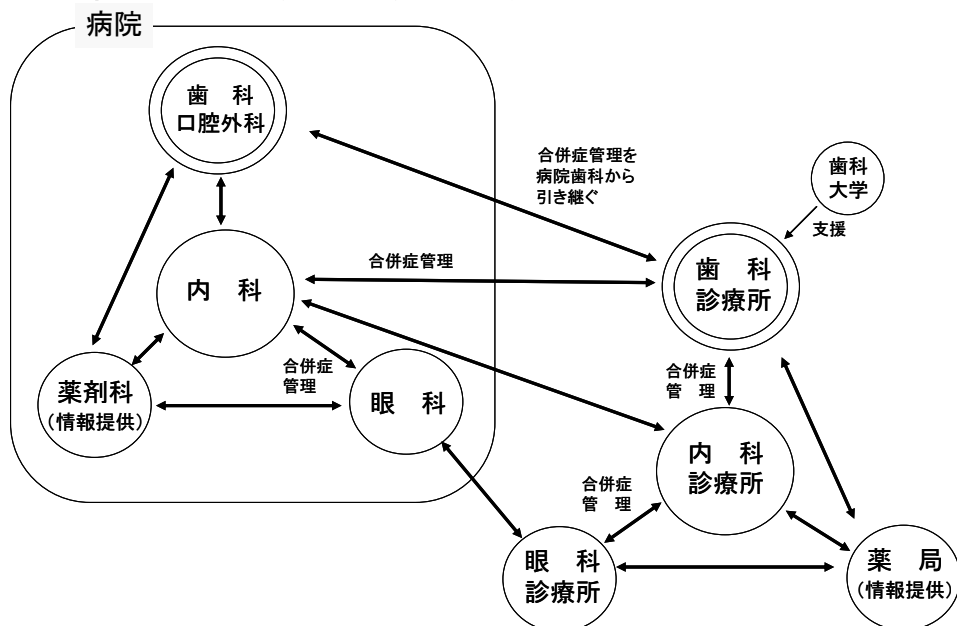 病院
歯　科
口腔外科
合併症管理を
病院歯科から
引き継ぐ
歯科
大学
支援
内　科
合併症管理
歯　科
診療所
合併症
管理
薬剤科
（情報提供）
眼　科
合併症
管　理
内　科
診療所
合併症
管　理
眼　科
診療所
薬　局
（情報提供）